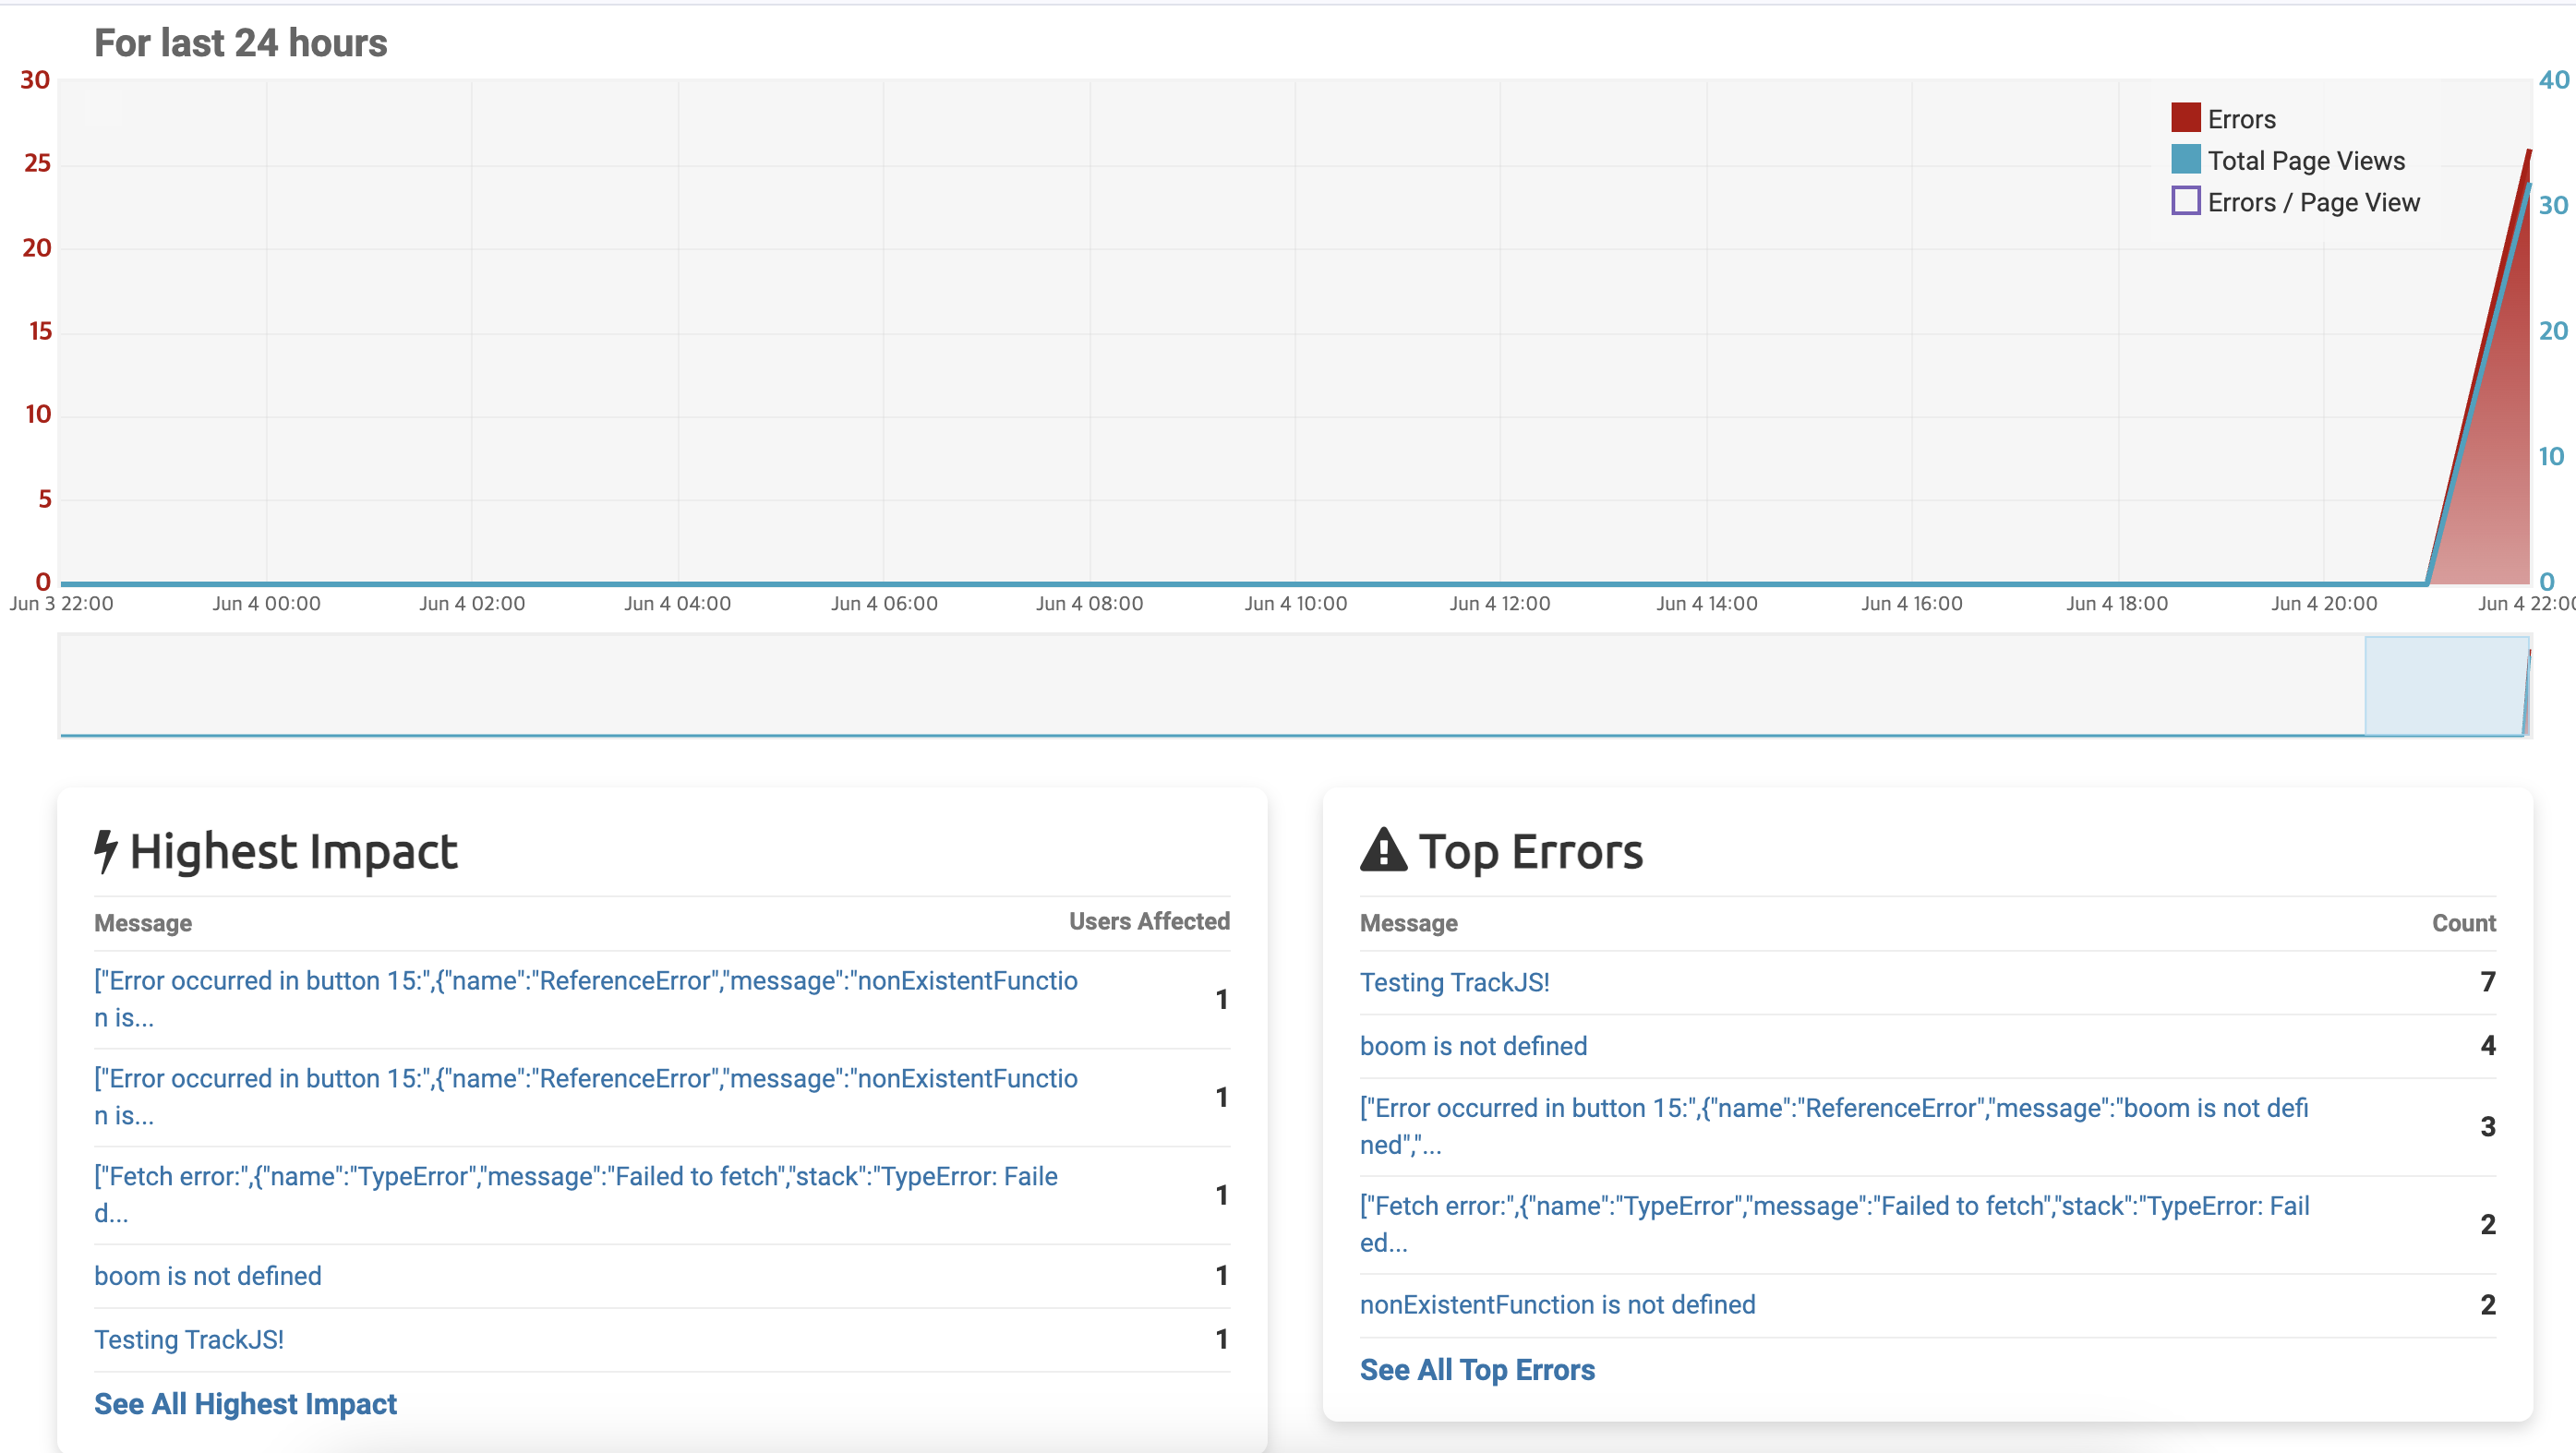 For last 24 hours
30
25
20
15
10
5
0
40
30
20
10
0
Errors
Total Page Views
Errors / Page View
Jun 3 22:00
Jun 4 00:00
Jun 4 02:00
Jun 4 04:00
Jun 4 06:00
Jun 4 08:00
Jun 4 10:00
Jun 4 12:00
Jun 4 14:00
Jun 4 16:00
Jun 4 18:00
Jun 4 20:00
Jun 4 22:00
Highest Impact
Message Users Affected
["Error occurred in button 15:",{"name":"ReferenceError","message":"nonExistentFunctio
n is...
1
["Error occurred in button 15:",{"name":"ReferenceError","message":"nonExistentFunctio
n is...
1
["Fetch error:",{"name":"TypeError","message":"Failed to fetch","stack":"TypeError: Faile
d...
1
boom is not defined 1
Testing TrackJS! 1
See All Highest Impact
Top Errors
Message Count
Testing TrackJS! 7
boom is not defined 4
["Error occurred in button 15:",{"name":"ReferenceError","message":"boom is not defi
ned","...
3
["Fetch error:",{"name":"TypeError","message":"Failed to fetch","stack":"TypeError: Fail
ed...
2
nonExistentFunction is not defined 2
See All Top Errors